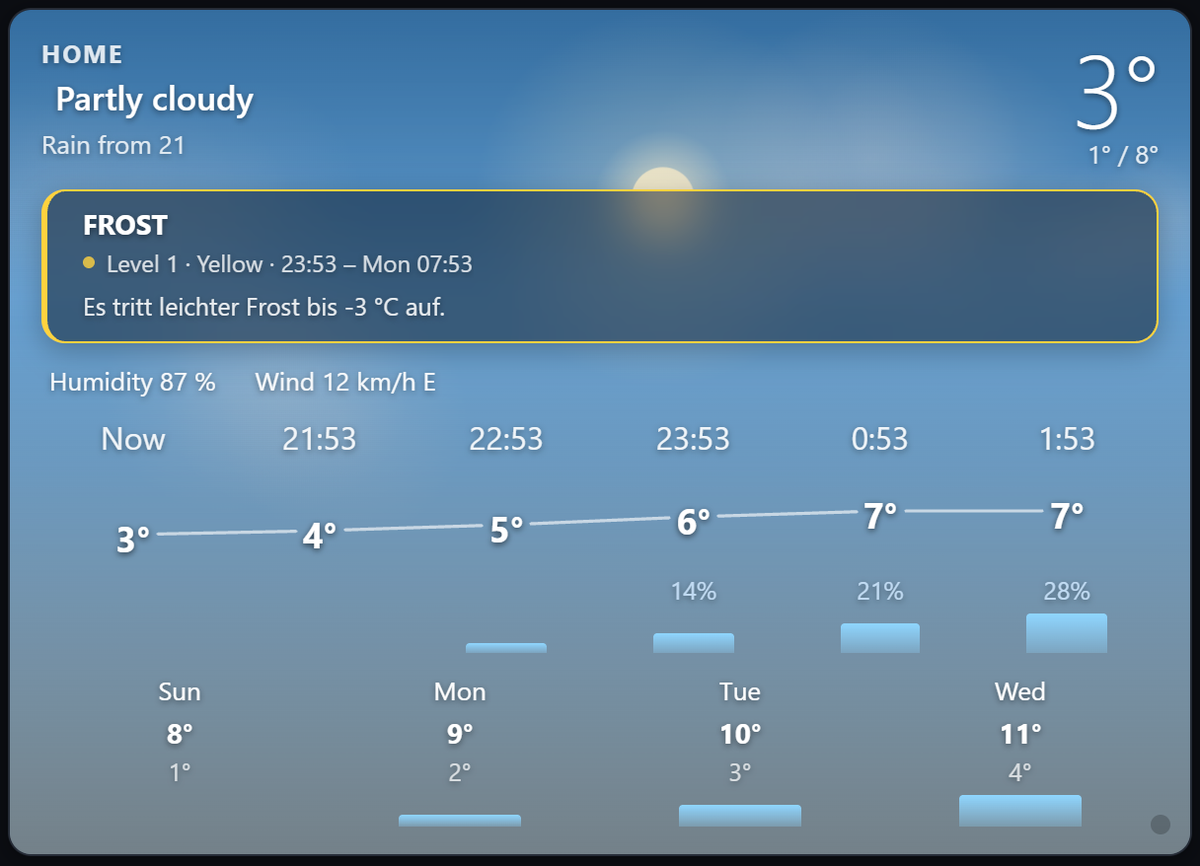 HOME
Partly cloudy
Rain from 21
3°
1° / 8°
FROST
Level 1 · Yellow · 23:53 – Mon 07:53
Es tritt leichter Frost bis -3 °C auf.
Humidity 87 % Wind 12 km/h E
Now 21:53 22:53 23:53 0:53 1:53
3° 4° 5° 6° 7° 7°
14% 21% 28%
Sun Mon Tue Wed
8° 9° 10° 11°
1° 2° 3° 4°